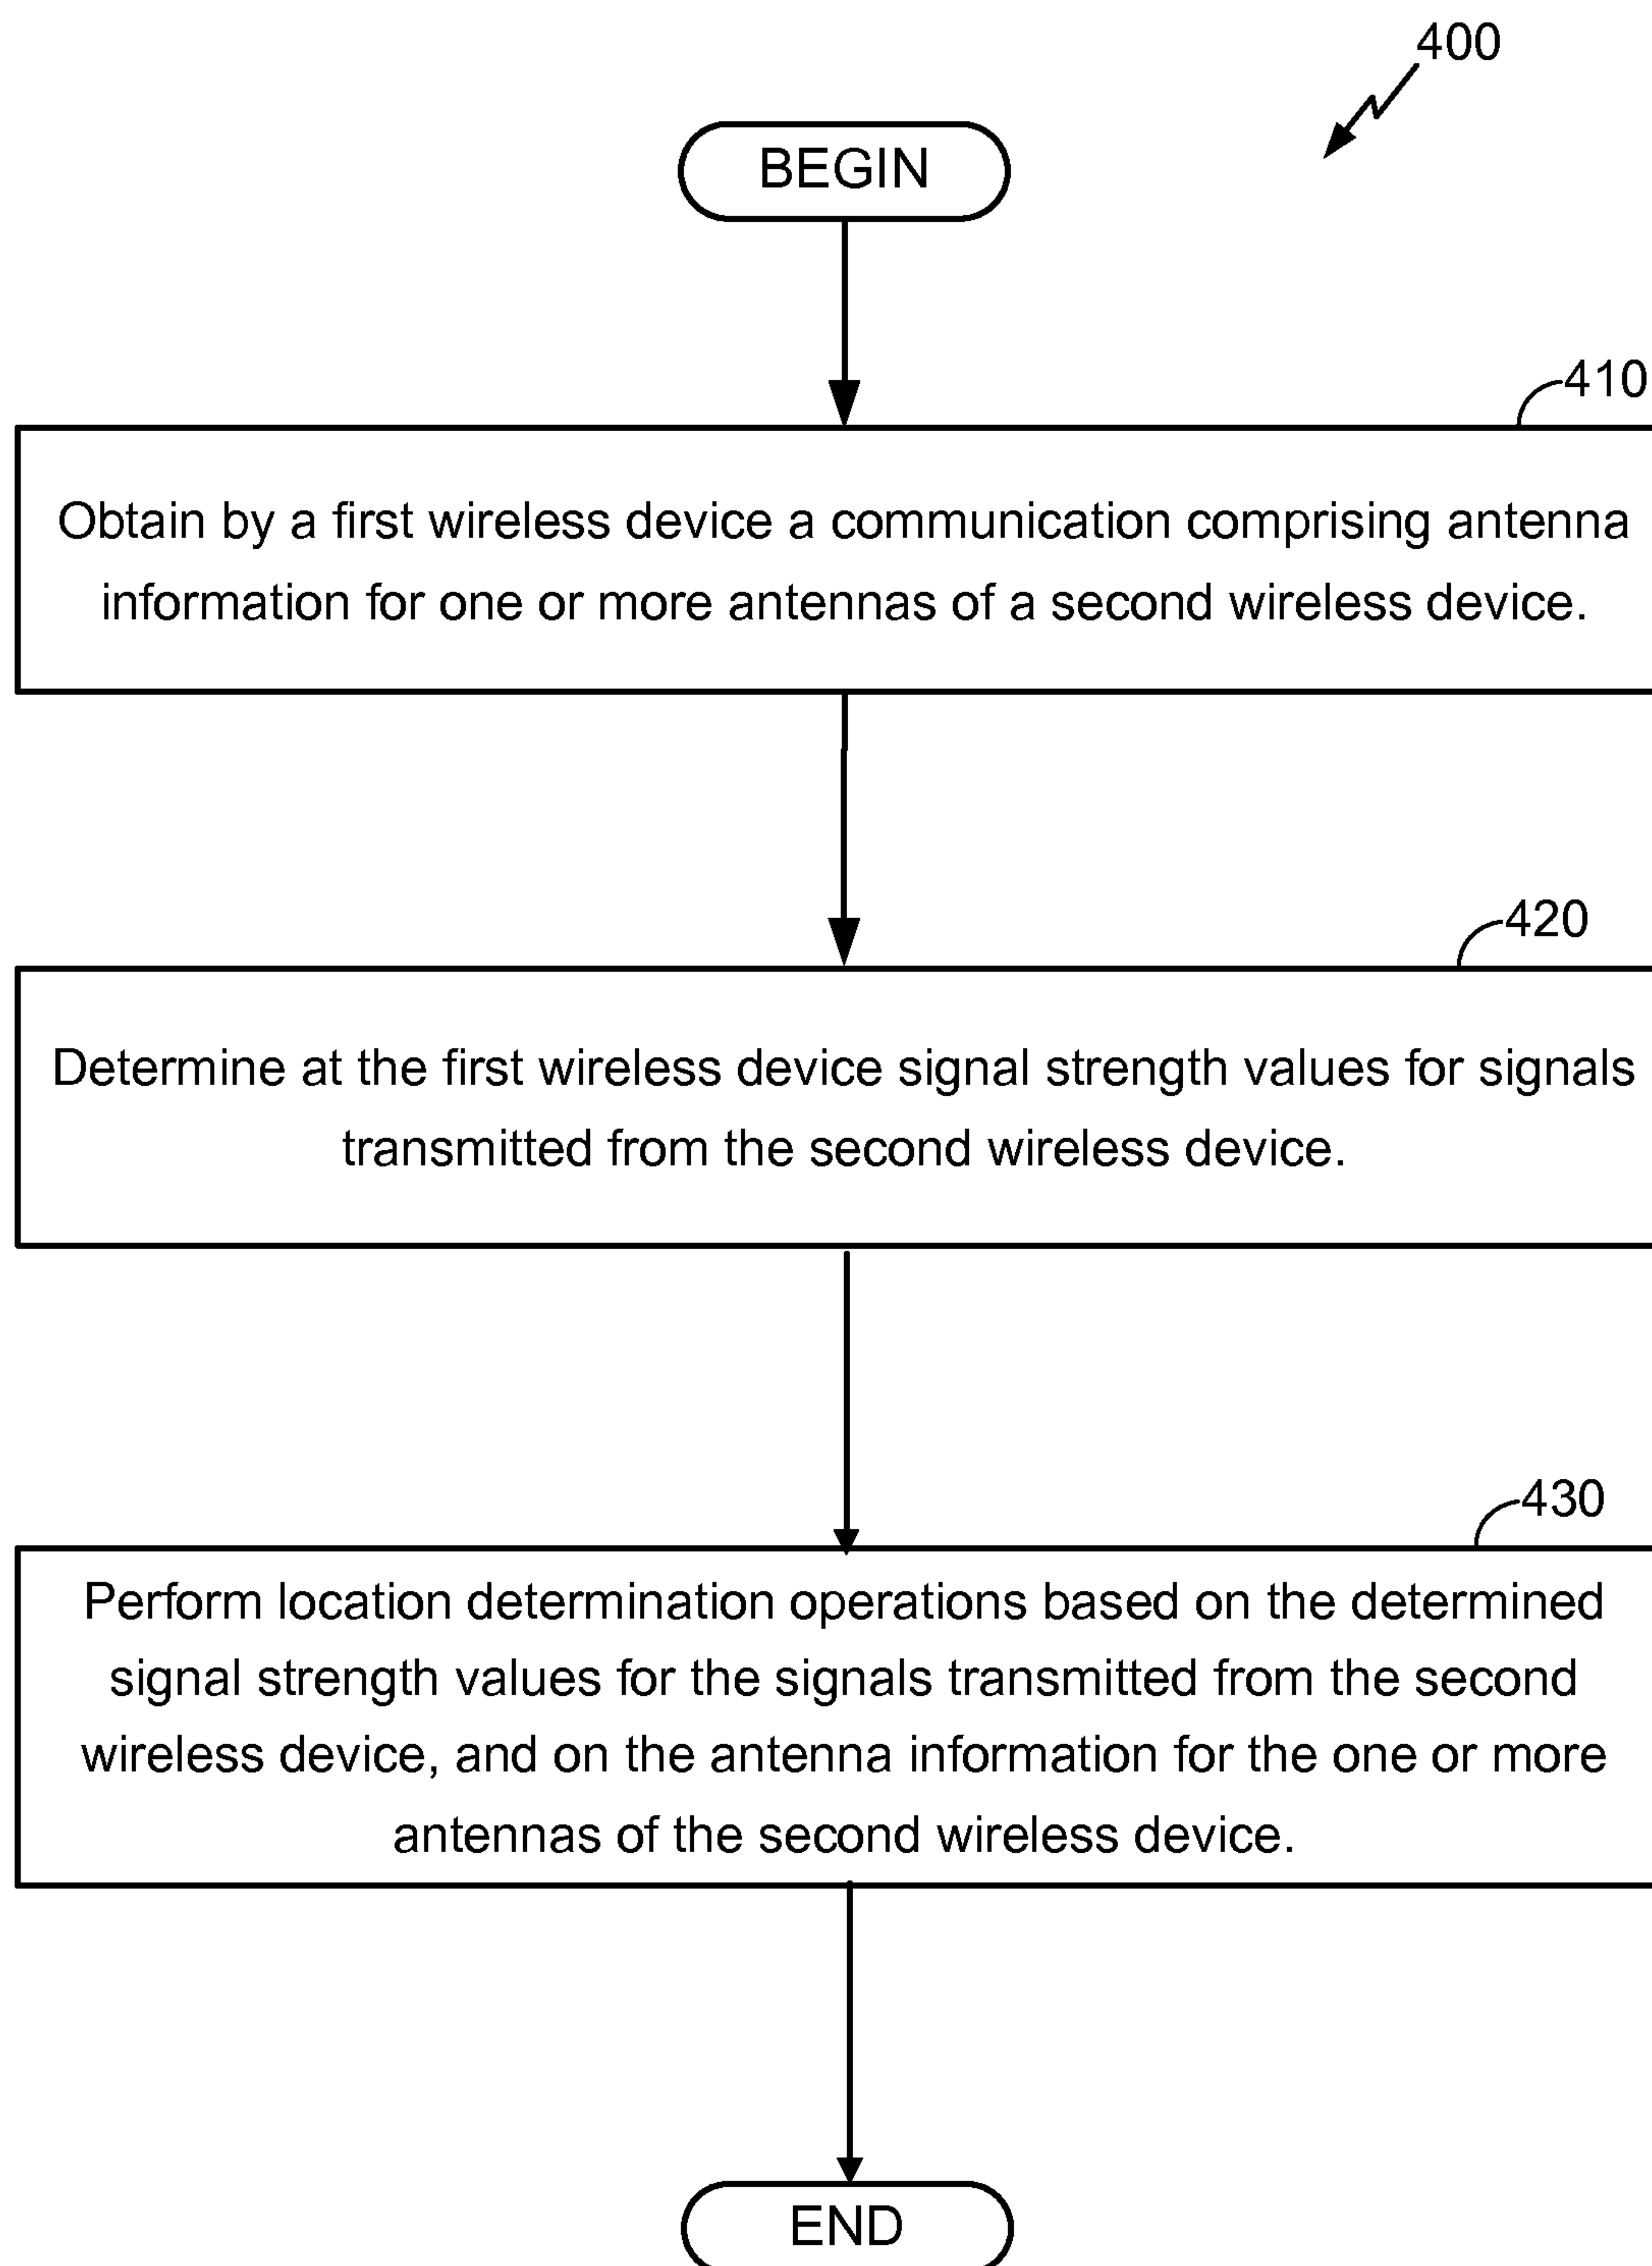 400
BEGIN
410
Obtain by a first wireless device a communication comprising antenna
information for one or more antennas of a second wireless device.
420
Determine at the first wireless device signal strength values for signals
transmitted from the second wireless device.
430
Perform location determination operations based on the determined
signal strength values for the signals transmitted from the second
wireless device, and on the antenna information for the one or more
antennas of the second wireless device.
END